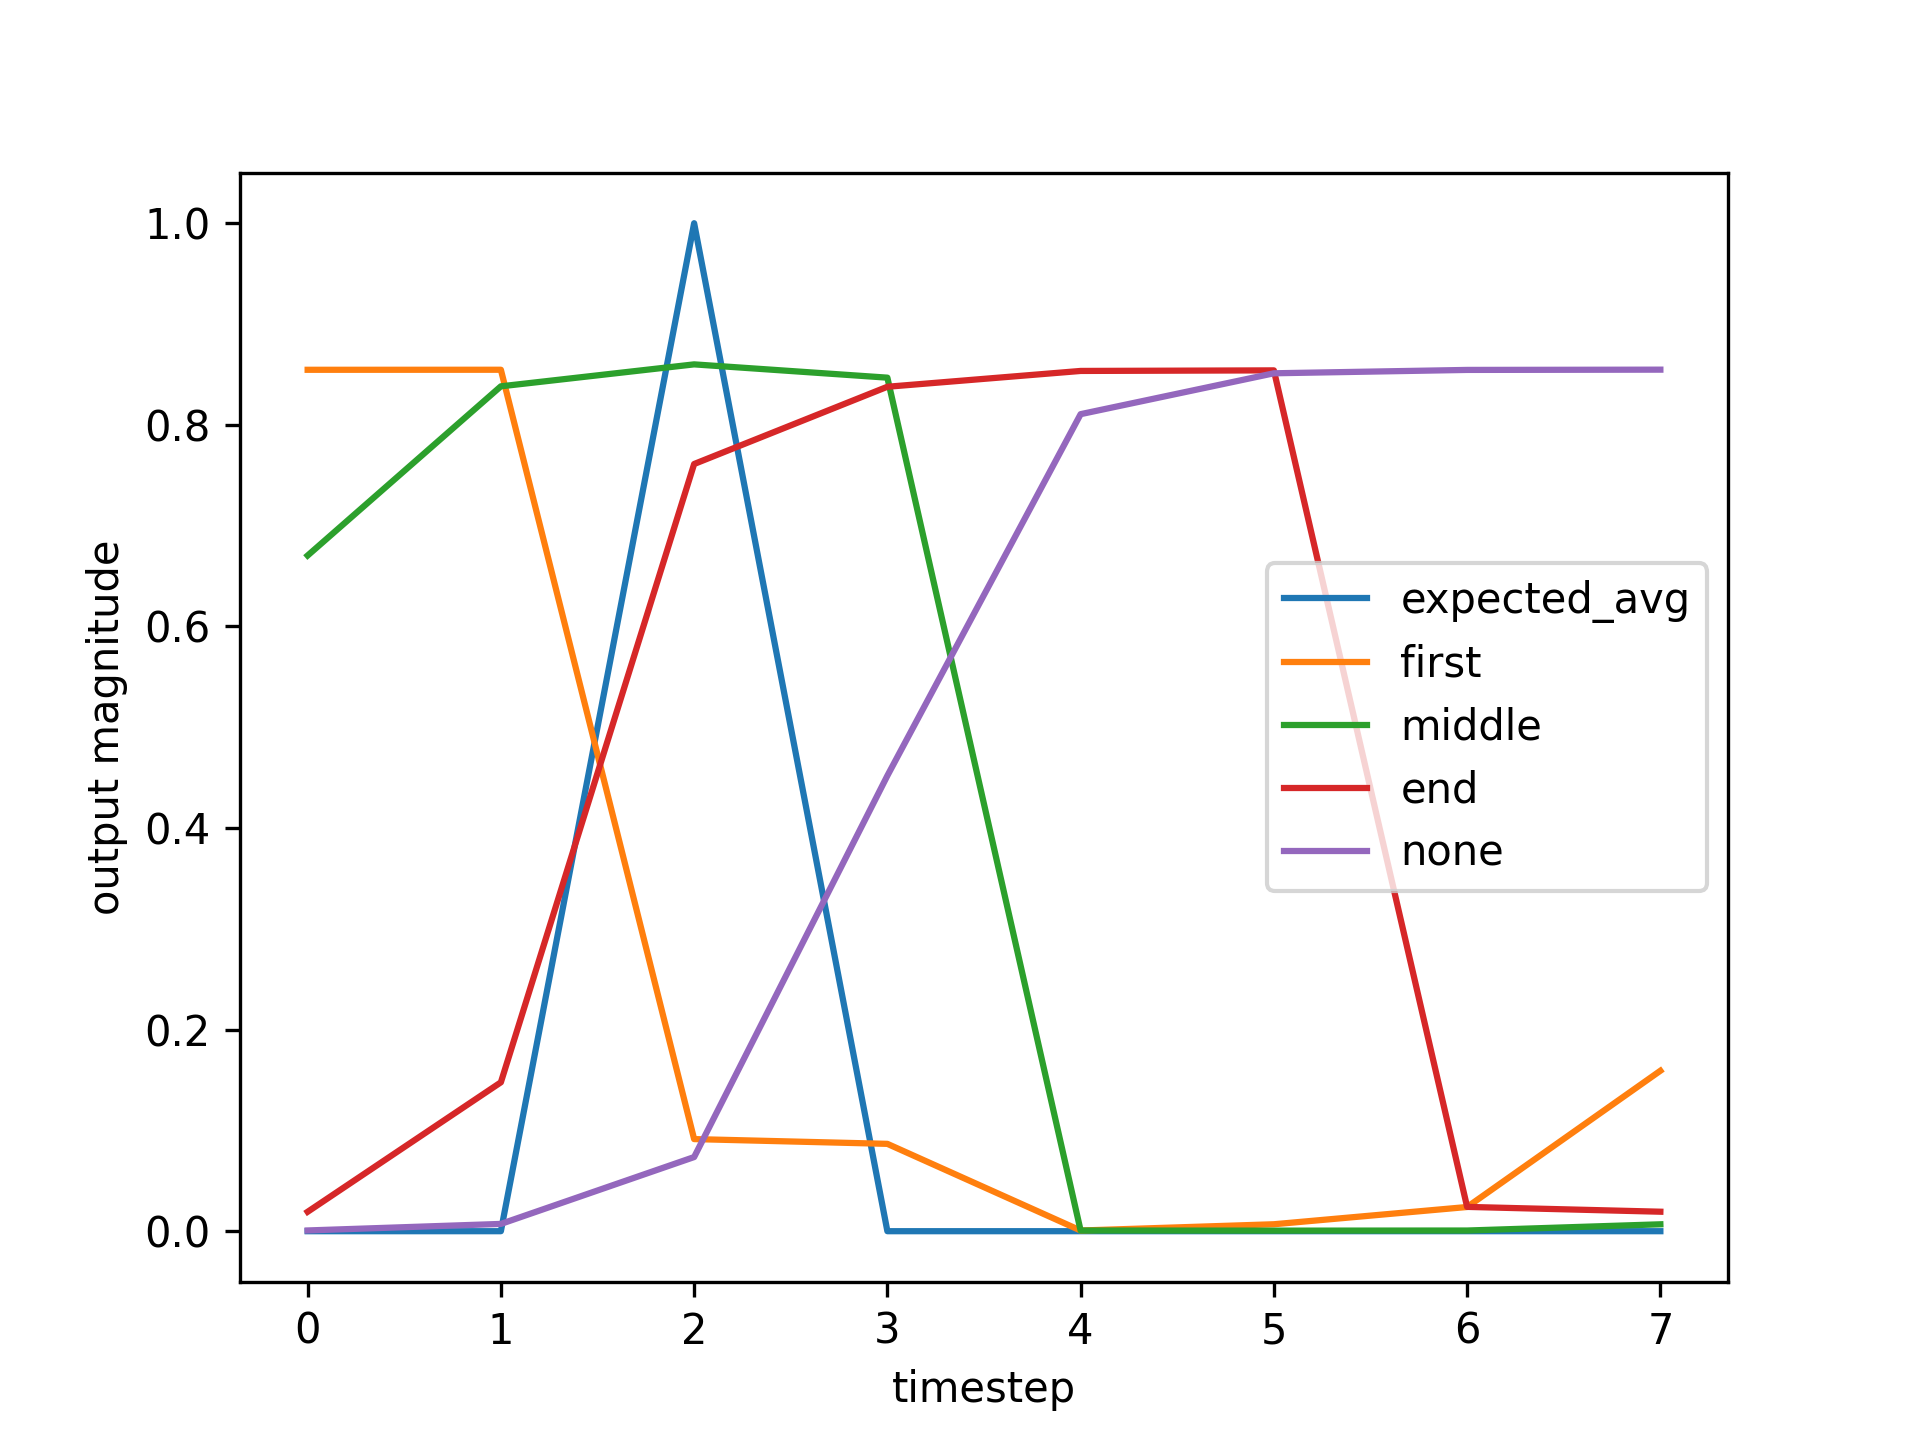 1.0
0.8
0.6
0.4
0.2
0.0
output magnitude
expected_avg
first
middle
end
none
0 1 2 3 4 5 6 7
timestep